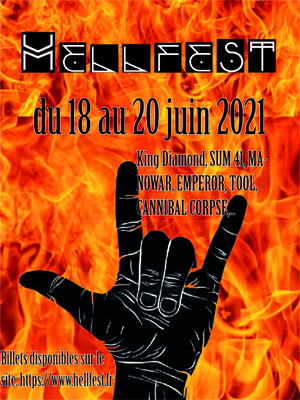 HELLFEST
du 18 au 20 juin 2021
King Diamond, SUM 41, MA-
NOWAR, EMPEROR, TOOL,
CANNIBAL CORPSE,...
Billets disponibles sur le
site: https://www.hellfest.fr